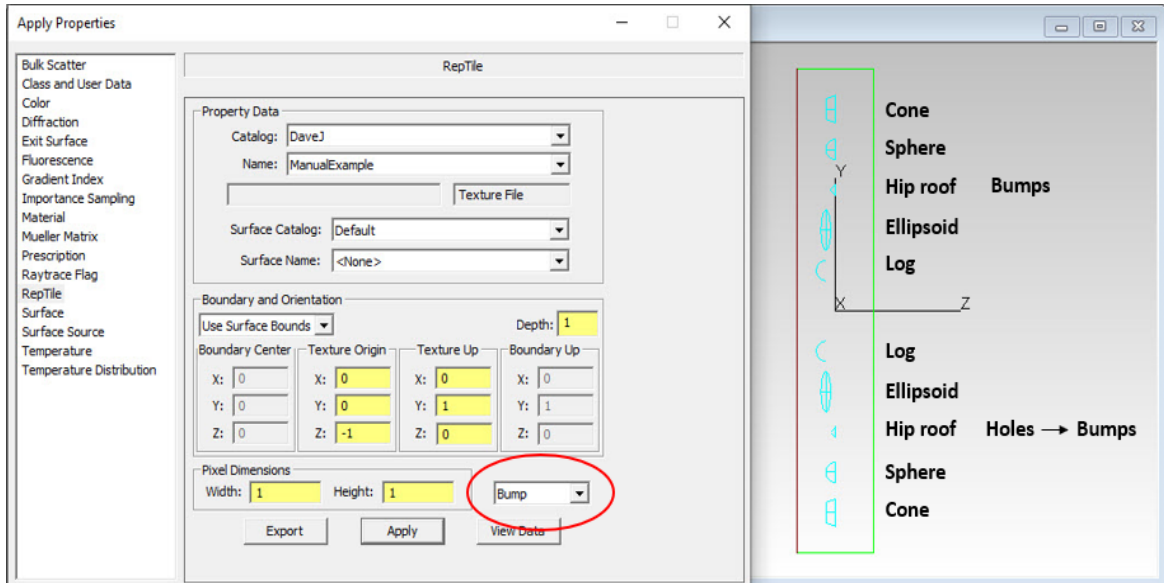 Apply Properties
Bulk Scatter
Class and User Data
Color
Diffraction
Exit Surface
Fluorescence
Gradient Index
Importance Sampling
Material
Mueller Matrix
Prescription
Raytrace Flag
RepTile
Surface
Surface Source
Temperature
Temperature Distribution
RepTile
Property Data
Catalog: DaveJ
Name: ManualExample
Texture File
Surface Catalog: Default
Surface Name: <None>
Boundary and Orientation
Use Surface Bounds Depth: 1
Boundary Center Texture Origin Texture Up Boundary Up
X: 0 X: 0 X: 0 X: 0
Y: 0 Y: 0 Y: 1 Y: 1
Z: 0 Z: -1 Z: 0 Z: 0
Pixel Dimensions
Width: 1 Height: 1 Bump
Export Apply View Data
Cone
Sphere
Y
Hip roof Bumps
Ellipsoid
Log
X Z
Log
Ellipsoid
Hip roof Holes → Bumps
Sphere
Cone